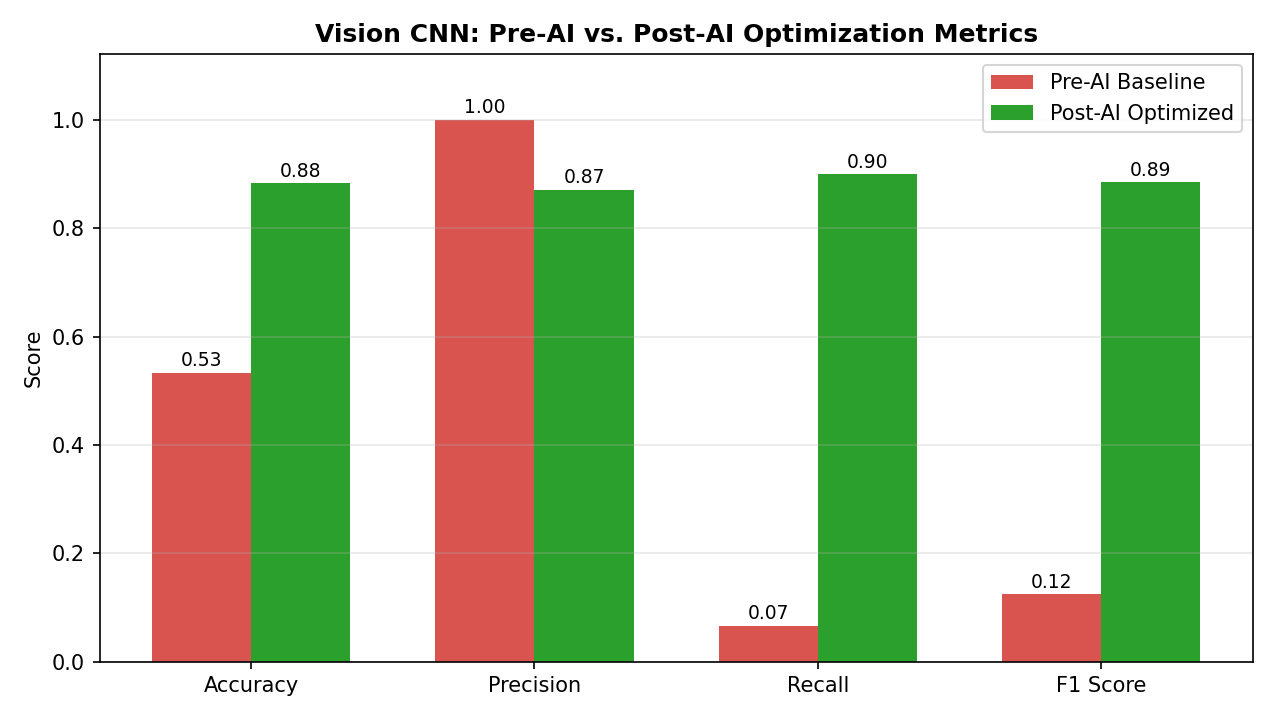 Vision CNN: Pre-AI vs. Post-AI Optimization Metrics
Pre-AI Baseline
Post-AI Optimized
Score
1.0
0.8
0.6
0.4
0.2
0.0
0.53
0.88
1.00
0.87
0.07
0.90
0.12
0.89
Accuracy
Precision
Recall
F1 Score